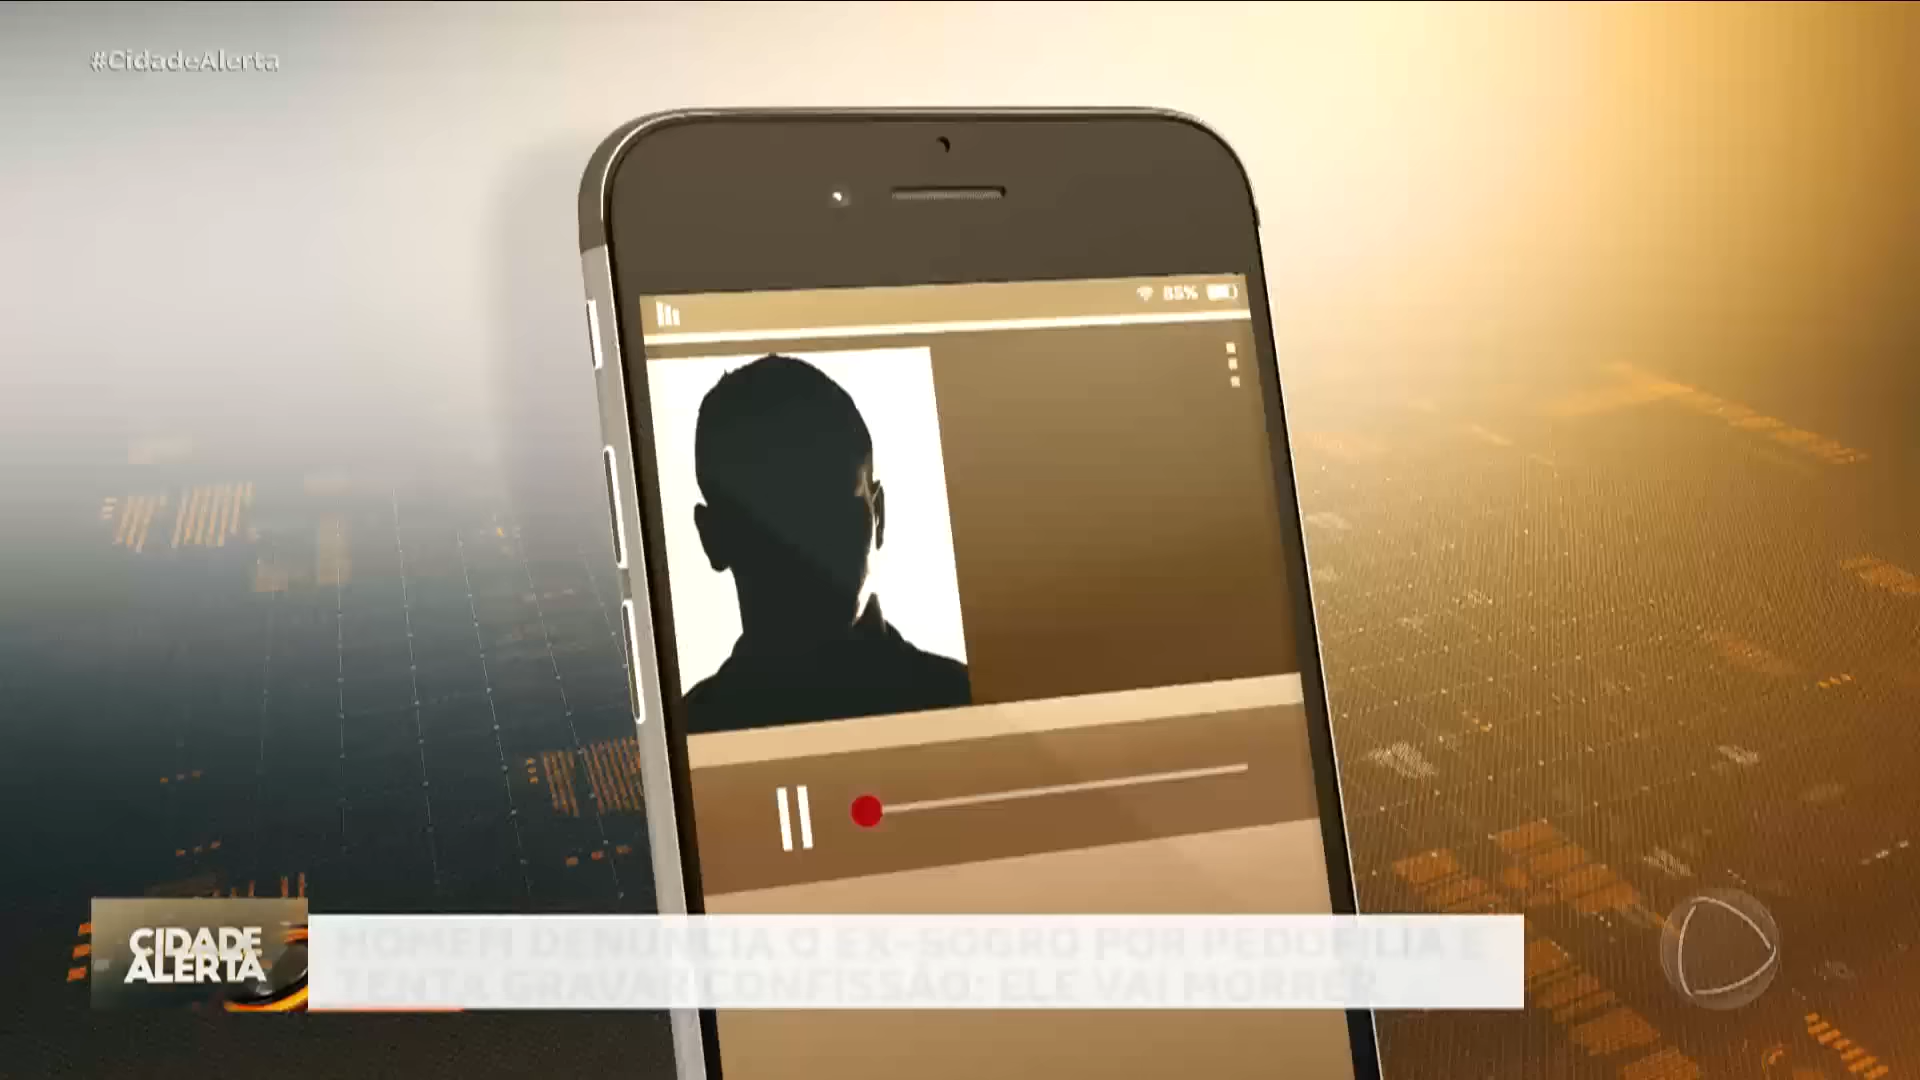 #CidadeAlerta
85%
CIDADE
ALERTA
HOMEM DENUNCIA O EX-SOGRO POR PEDOFILIA E
TENTA GRAVAR CONFISSÃO: ELE VAI MORRER